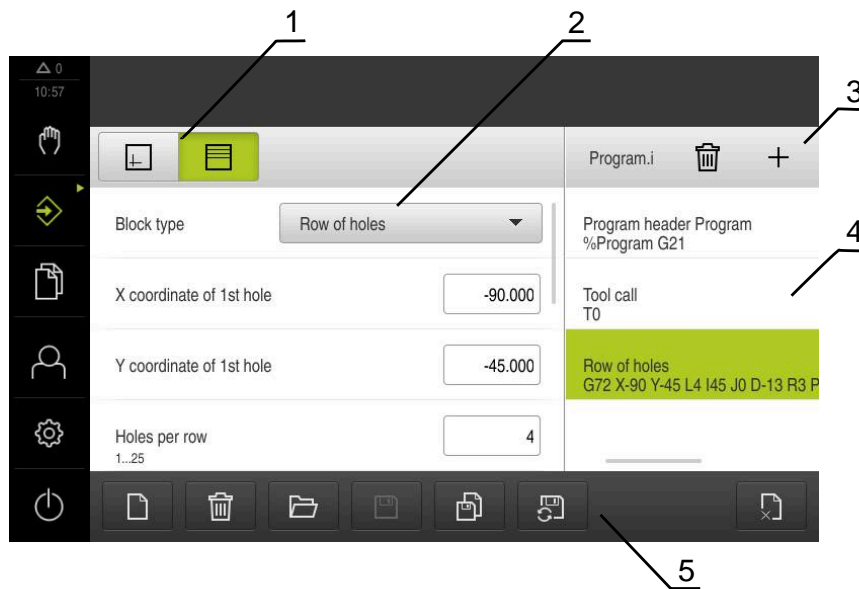 1
2
3
4
5
0
10:57
Program.i
Block type
Row of holes
X coordinate of 1st hole
-90.000
Y coordinate of 1st hole
-45.000
Holes per row
1...25
4
Program header Program
%Program G21
Tool call
T0
Row of holes
G72 X-90 Y-45 L4 I45 J0 D-13 R3 P